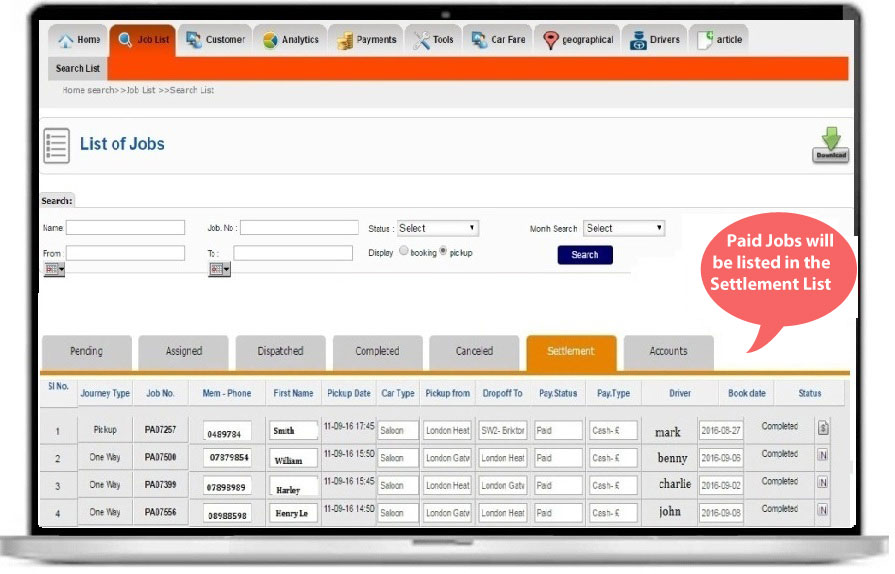 Home Job List Customer Analytics Payments Tools Car Fare geographical Drivers article
Search List
Home search>>Job List >>Search List
List of Jobs
Download
Search:
Name: Job. No : Status : Select Month Search Select
From : To : Display booking pickup Search
Paid Jobs will
be listed in the
Settlement List
Pending Assigned Dispatched Completed Canceled Settlement Accounts
Sl No. Journey Type Job No. Mem - Phone First Name Pickup Date Car Type Pickup from Dropoff To Pay.Status Pay.Type Driver Book date Status
1 Pickup PA07257 0489784 Smith 11-09-16 17:45 Saloon London Heat SW2- Brixtor Paid Cash- £ mark 2016-08-27 Completed S
2 One Way PA07500 07879854 William 11-09-16 15:50 Saloon London Gatw London Heat Paid Cash- £ benny 2016-09-06 Completed N
3 One Way PA07399 07898989 Harley 11-09-16 15:45 Saloon London Heat London Gatw Paid Cash- £ charlie 2016-09-02 Completed N
4 One Way PA07556 08988598 Henry Le 11-09-16 14:50 Saloon London Gatw London Heat Paid Cash- £ john 2016-09-08 Completed N